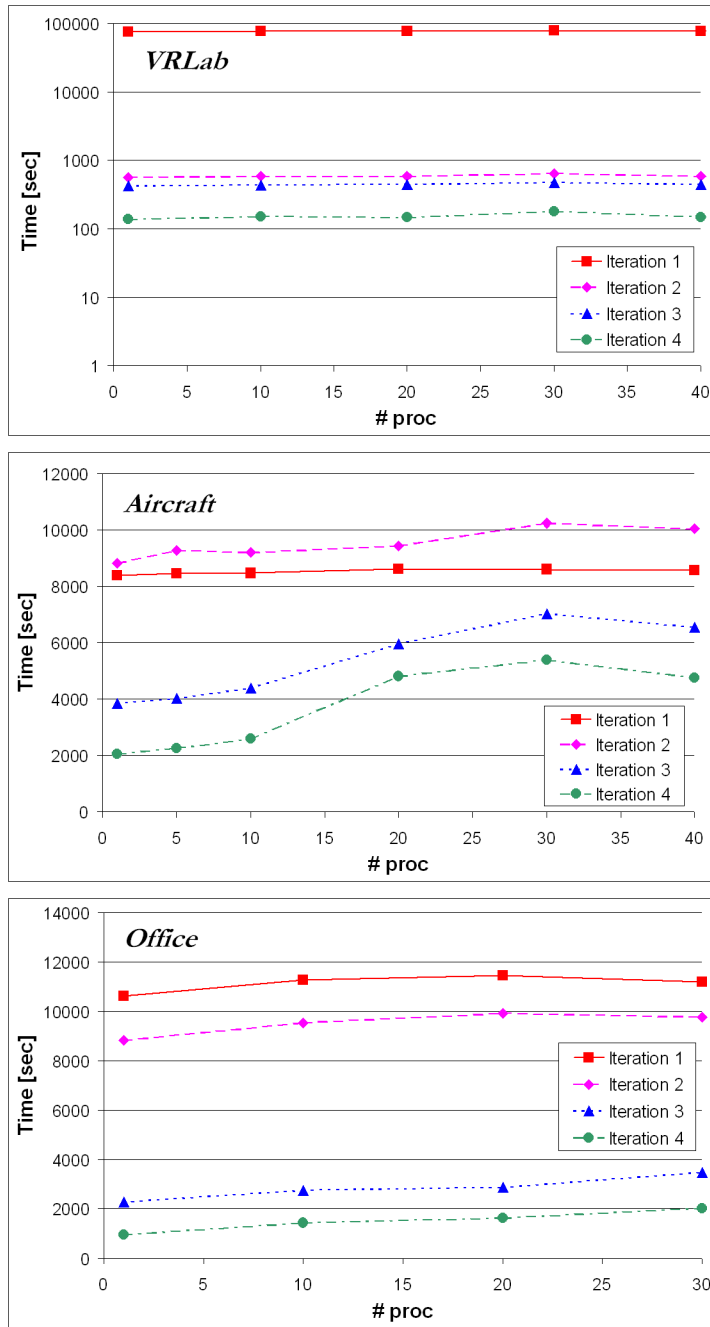 VRLab
100000
10000
1000
100
10
1
Time [sec]
0 5 10 15 20 25 30 35 40
# proc
Iteration 1
Iteration 2
Iteration 3
Iteration 4
Aircraft
12000
10000
8000
6000
4000
2000
0
Time [sec]
0 5 10 15 20 25 30 35 40
# proc
Iteration 1
Iteration 2
Iteration 3
Iteration 4
Office
14000
12000
10000
8000
6000
4000
2000
0
Time [sec]
0 5 10 15 20 25 30
# proc
Iteration 1
Iteration 2
Iteration 3
Iteration 4